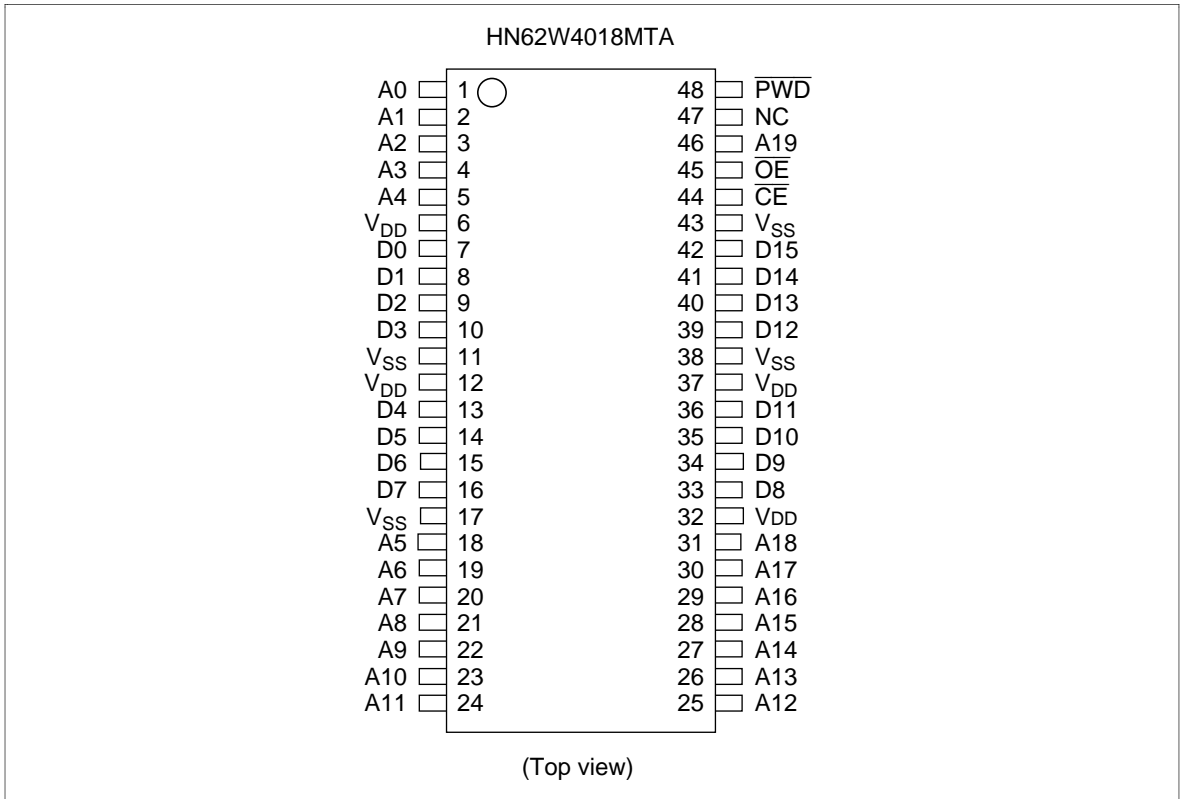 HN62W4018MTA
A0 1 48 PWD
A1 2 47 NC
A2 3 46 A19
A3 4 45 OE
A4 5 44 CE
VDD 6 43 VSS
D0 7 42 D15
D1 8 41 D14
D2 9 40 D13
D3 10 39 D12
VSS 11 38 VSS
VDD 12 37 VDD
D4 13 36 D11
D5 14 35 D10
D6 15 34 D9
D7 16 33 D8
VSS 17 32 VDD
A5 18 31 A18
A6 19 30 A17
A7 20 29 A16
A8 21 28 A15
A9 22 27 A14
A10 23 26 A13
A11 24 25 A12
(Top view)